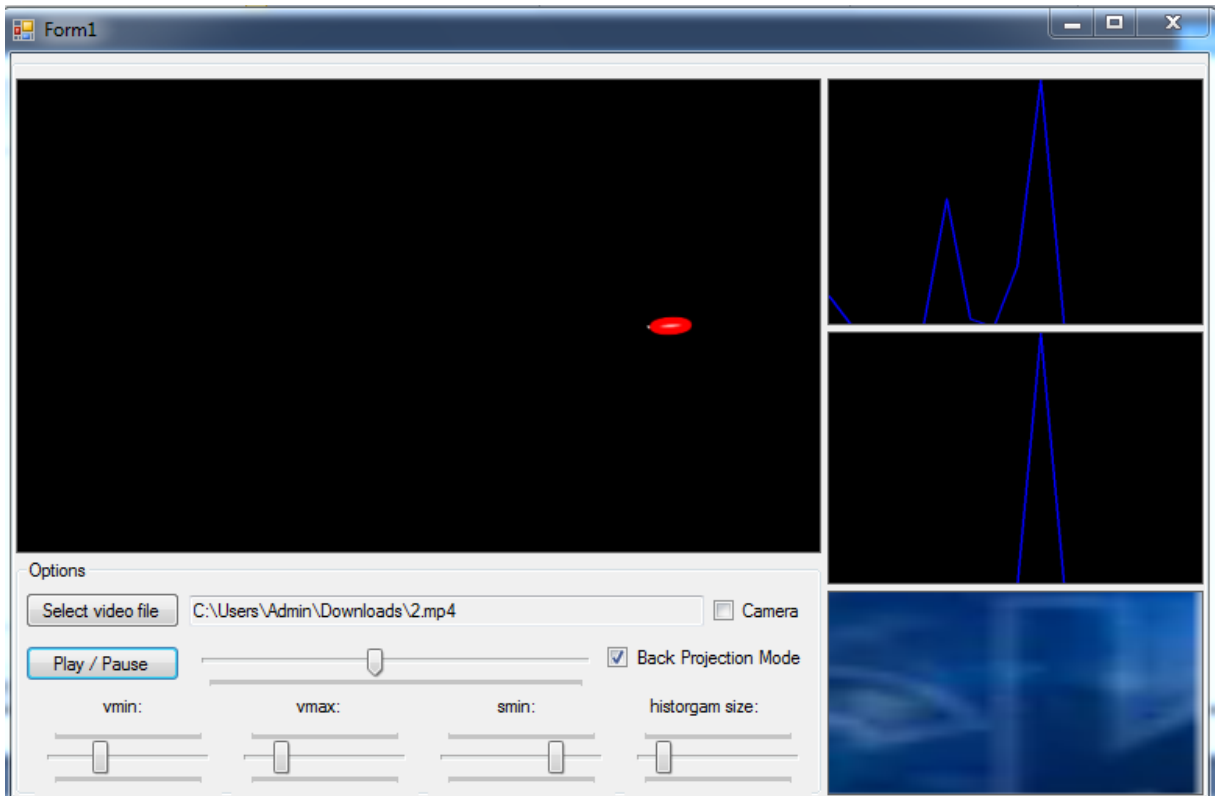 Form1
Options
Select video file C:\Users\Admin\Downloads\2.mp4 Camera
Play / Pause Back Projection Mode
vmin: vmax: smin: historgam size: